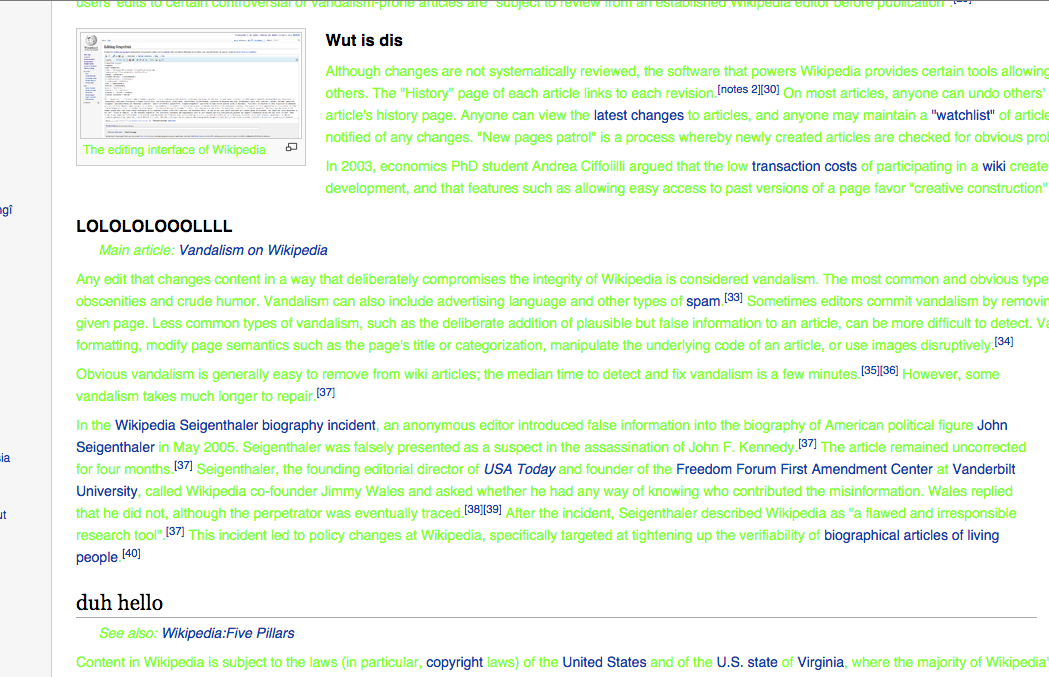 users' edits to certain controversial or vandalism-prone articles are "subject to review from an established Wikipedia editor before publication".[29]
The editing interface of Wikipedia
Wut is dis
Although changes are not systematically reviewed, the software that powers Wikipedia provides certain tools allowing
others. The "History" page of each article links to each revision.[notes 2][30] On most articles, anyone can undo others'
article's history page. Anyone can view the latest changes to articles, and anyone may maintain a "watchlist" of article
notified of any changes. "New pages patrol" is a process whereby newly created articles are checked for obvious
In 2003, economics PhD student Andrea Ciffolilli argued that the low transaction costs of participating in a wiki create
development, and that features such as allowing easy access to past versions of a page favor "creative construction"
LOLOLOLOOOLLLL
Main article: Vandalism on Wikipedia
Any edit that changes content in a way that deliberately compromises the integrity of Wikipedia is considered vandalism. The most common and obvious type
obscenities and crude humor. Vandalism can also include advertising language and other types of spam.[33] Sometimes editors commit vandalism by
given page. Less common types of vandalism, such as the deliberate addition of plausible but false information to an article, can be more difficult to detect.
formatting, modify page semantics such as the page's title or categorization, manipulate the underlying code of an article, or use images disruptively.[34]
Obvious vandalism is generally easy to remove from wiki articles; the median time to detect and fix vandalism is a few minutes.[35][36] However, some
vandalism takes much longer to repair.[37]
In the Wikipedia Seigenthaler biography incident, an anonymous editor introduced false information into the biography of American political figure John
Seigenthaler in May 2005. Seigenthaler was falsely presented as a suspect in the assassination of John F. Kennedy.[37] The article remained uncorrected
for four months.[37] Seigenthaler, the founding editorial director of USA Today and founder of the Freedom Forum First Amendment Center at Vanderbilt
University, called Wikipedia co-founder Jimmy Wales and asked whether he had any way of knowing who contributed the misinformation. Wales replied
that he did not, although the perpetrator was eventually traced.[38][39] After the incident, Seigenthaler described Wikipedia as "a flawed and irresponsible
research tool".[37] This incident led to policy changes at Wikipedia, specifically targeted at tightening up the verifiability of biographical articles of living
people.[40]
duh hello
See also: Wikipedia:Five Pillars
Content in Wikipedia is subject to the laws (in particular, copyright laws) of the United States and of the U.S. state of Virginia, where the majority of Wikipedia's